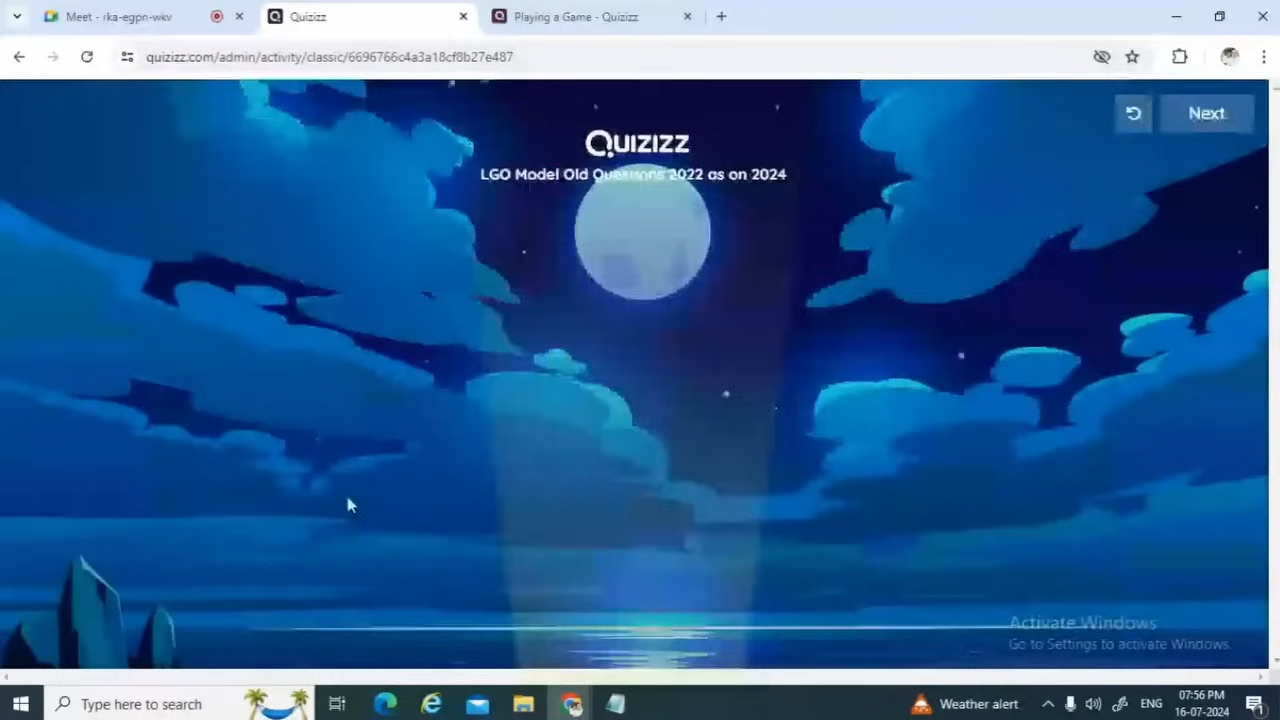 Meet - rka-egpn-wkv
Quizizz
Playing a Game - Quizizz
quizizz.com/admin/activity/classic/6696766c4a3a18cf8b27e487
Next
Quizizz
LGO Model Old Questions 2022 as on 2024
Activate Windows
Go to Settings to activate Windows.
Type here to search
Weather alert
ENG
07:56 PM
16-07-2024
1